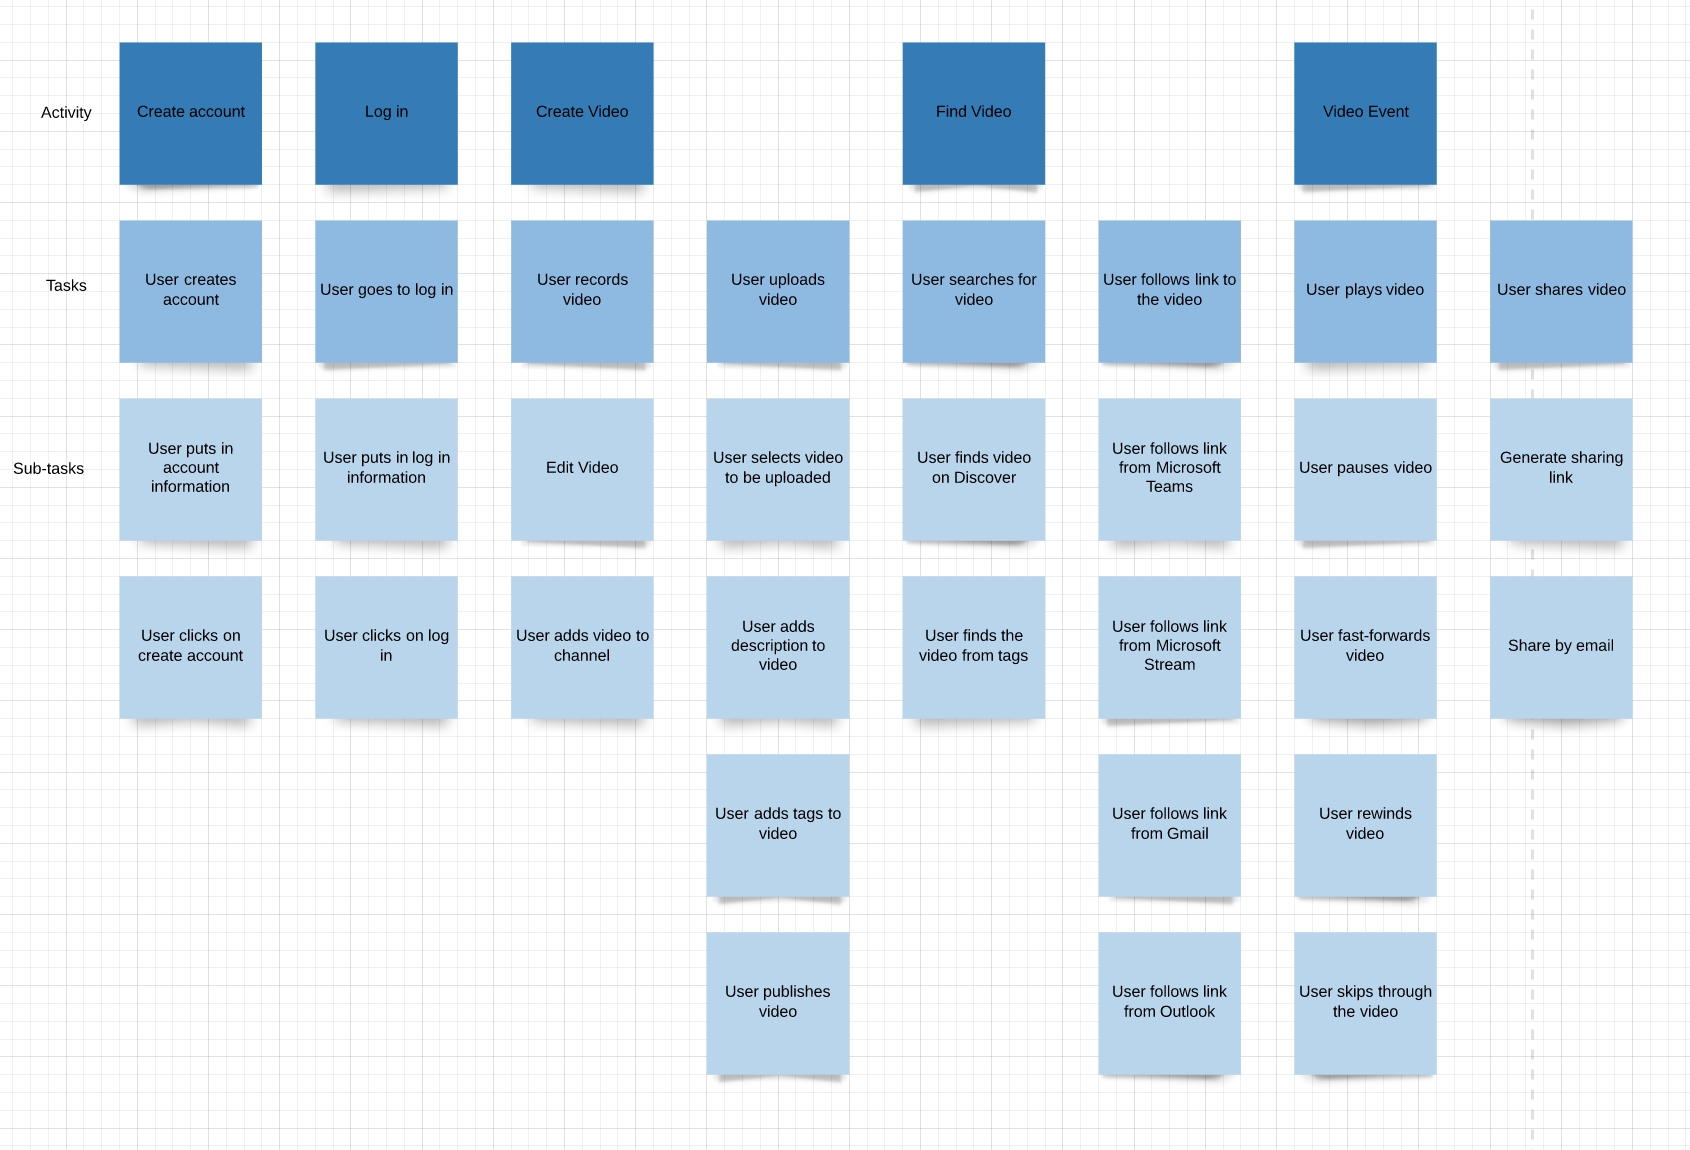 Activity
Create account
Log in
Create Video
Find Video
Video Event
Tasks
User creates
account
User goes to log in
User records
video
User uploads
video
User searches for
video
User follows link to
the video
User plays video
User shares video
Sub-tasks
User puts in
account
information
User puts in log in
information
Edit Video
User selects video
to be uploaded
User finds video
on Discover
User follows link
from Microsoft
Teams
User pauses video
Generate sharing
link
User clicks on
create account
User clicks on log
in
User adds video to
channel
User adds
description to
video
User finds the
video from tags
User follows link
from Microsoft
Stream
User fast-forwards
video
Share by email
User adds tags to
video
User follows link
from Gmail
User rewinds
video
User publishes
video
User follows link
from Outlook
User skips through
the video